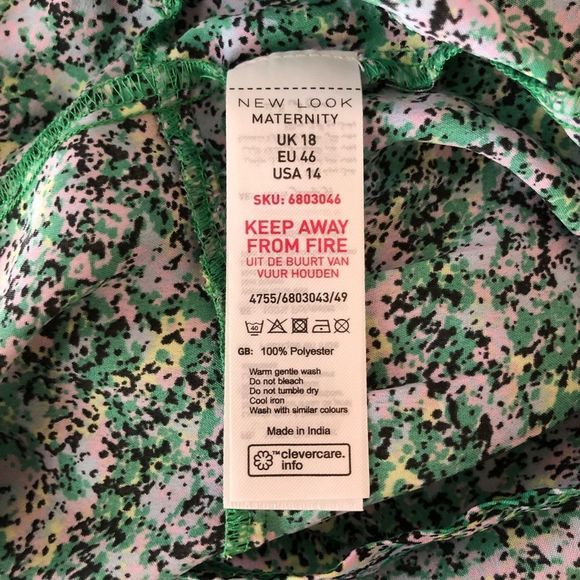 NEW LOOK
MATERNITY
UK 18
EU 46
USA 14
SKU: 6803046
KEEP AWAY
FROM FIRE
UIT DE BUURT VAN
VUUR HOUDEN
4755/6803043/49
40
GB: 100% Polyester
Warm gentle wash
Do not bleach
Do not tumble dry
Cool iron
Wash with similar colours
Made in India
™clevercare.
info